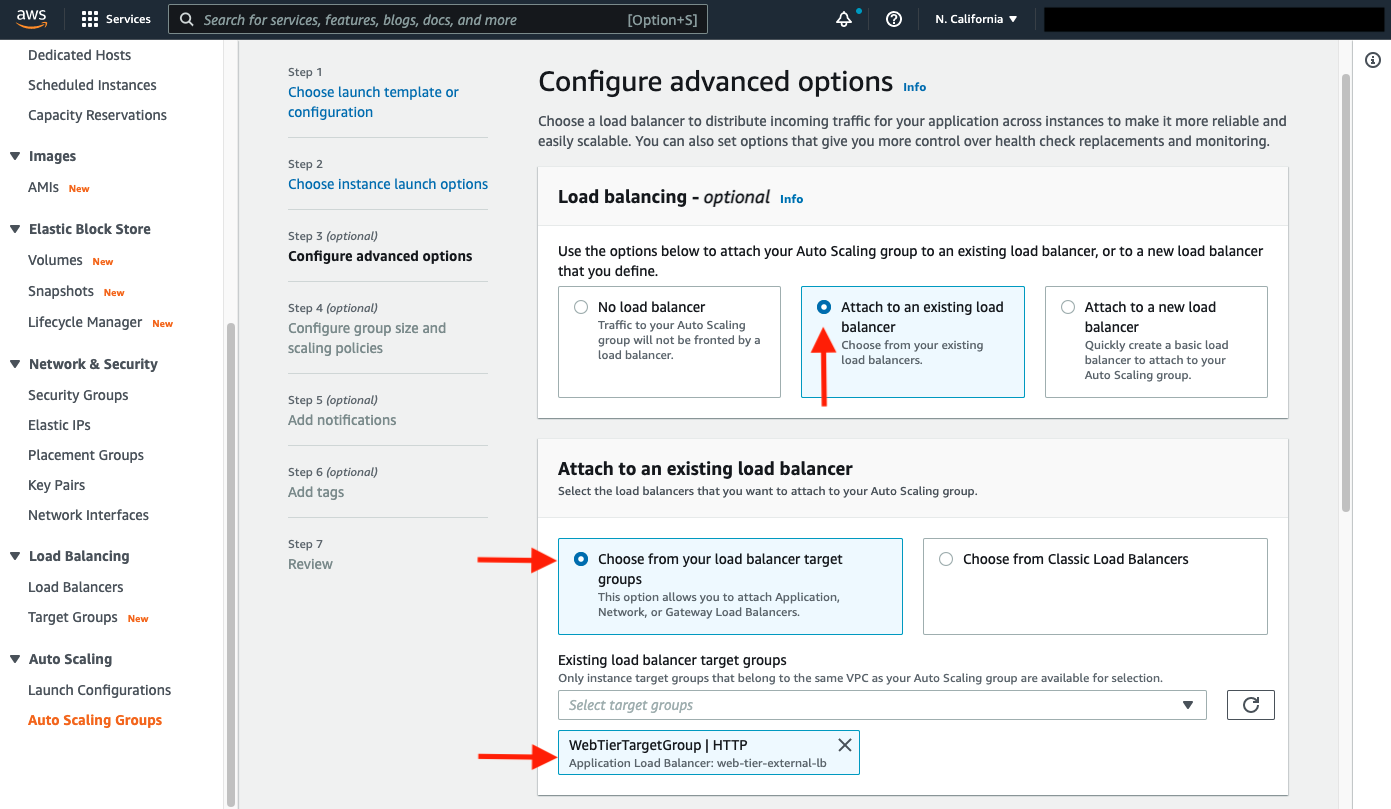 aws
Services
Search for services, features, blogs, docs, and more
[Option+S]
N. California
Dedicated Hosts
Scheduled Instances
Capacity Reservations
Images
AMIs New
Elastic Block Store
Volumes New
Snapshots New
Lifecycle Manager New
Network & Security
Security Groups
Elastic IPs
Placement Groups
Key Pairs
Network Interfaces
Load Balancing
Load Balancers
Target Groups New
Auto Scaling
Launch Configurations
Auto Scaling Groups
Step 1
Choose launch template or
configuration
Step 2
Choose instance launch options
Step 3 (optional)
Configure advanced options
Step 4 (optional)
Configure group size and
scaling policies
Step 5 (optional)
Add notifications
Step 6 (optional)
Add tags
Step 7
Review
Configure advanced options Info
Choose a load balancer to distribute incoming traffic for your application across instances to make it more reliable and
easily scalable. You can also set options that give you more control over health check replacements and monitoring.
Load balancing - optional Info
Use the options below to attach your Auto Scaling group to an existing load balancer, or to a new load balancer
that you define.
No load balancer
Traffic to your Auto Scaling
group will not be fronted by a
load balancer.
Attach to an existing load
balancer
Choose from your existing
load balancers.
Attach to a new load
balancer
Quickly create a basic load
balancer to attach to your
Auto Scaling group.
Attach to an existing load balancer
Select the load balancers that you want to attach to your Auto Scaling group.
Choose from your load balancer target
groups
This option allows you to attach Application,
Network, or Gateway Load Balancers.
Choose from Classic Load Balancers
Existing load balancer target groups
Only instance target groups that belong to the same VPC as your Auto Scaling group are available for selection.
Select target groups
WebTierTargetGroup | HTTP
Application Load Balancer: web-tier-external-lb